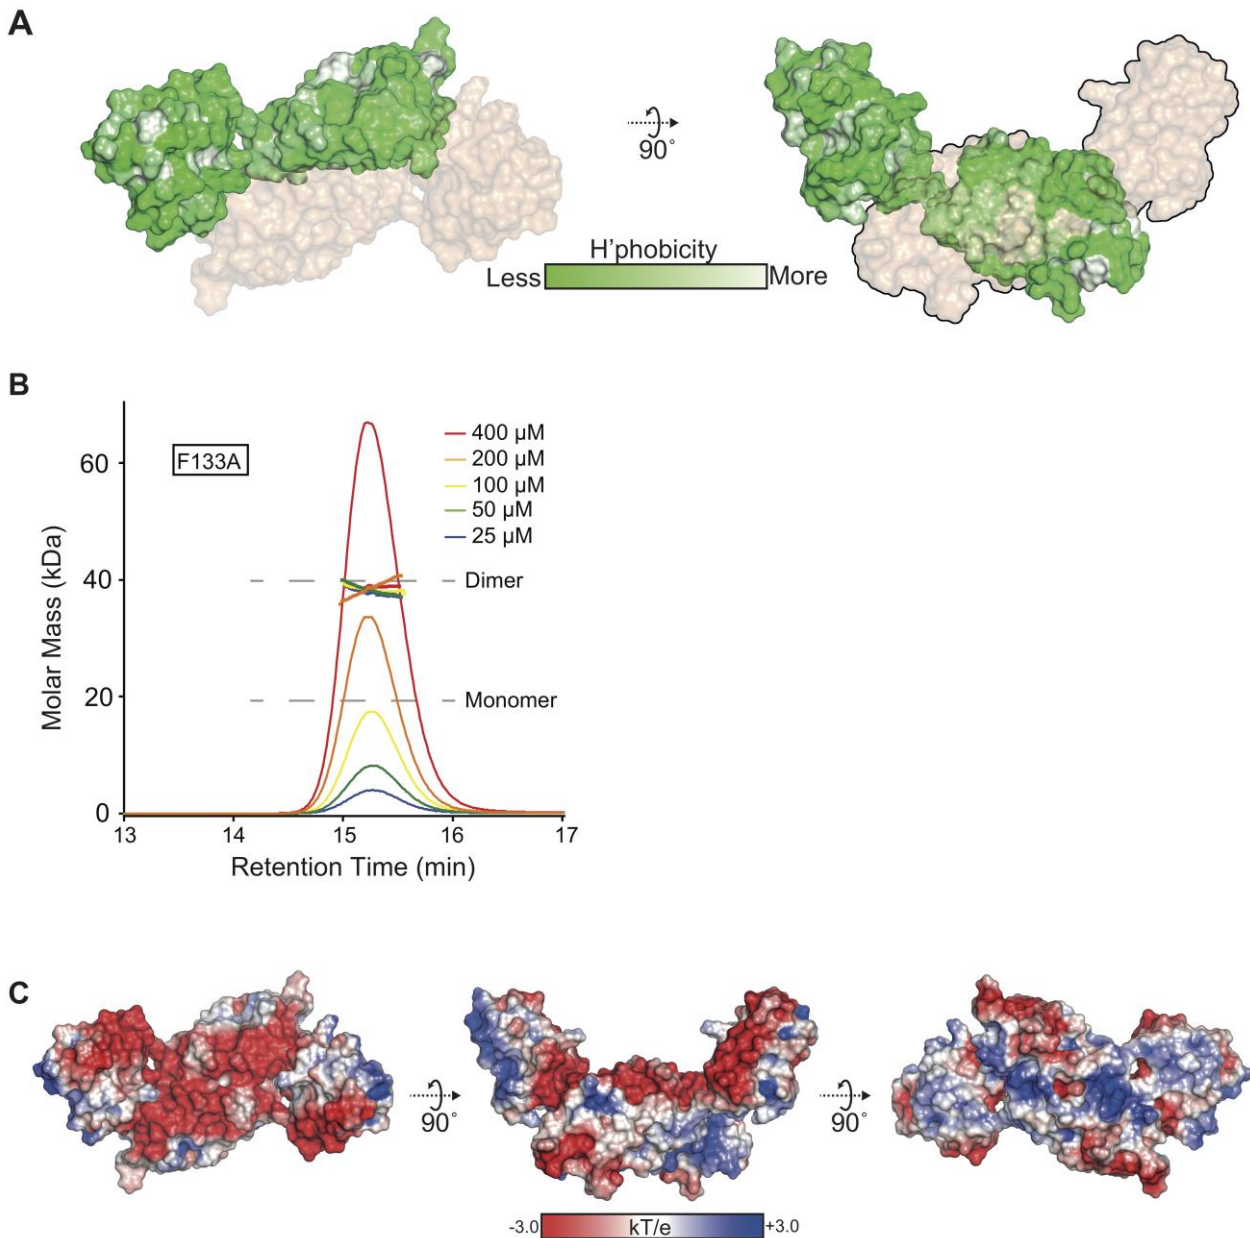 A
90°
H'phobicity
Less More
B
F133A
400 µM
200 µM
100 µM
50 µM
25 µM
60
40
20
0
Dimer
Monomer
13 14 15 16 17
Molar Mass (kDa)
Retention Time (min)
C
90° 90°
-3.0 kT/e +3.0